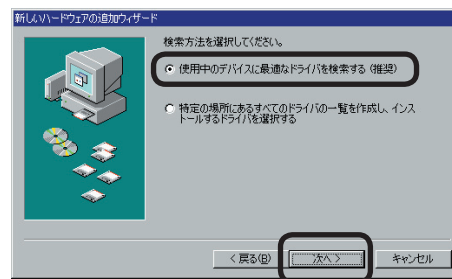 新しいハードウェアの追加ウィザード
検索方法を選択してください。
使用中のデバイスに最適なドライバを検索する (推奨)
特定の場所にあるすべてのドライバの一覧を作成し、インス
トールするドライバを選択する
< 戻る(B)
次へ >
キャンセル